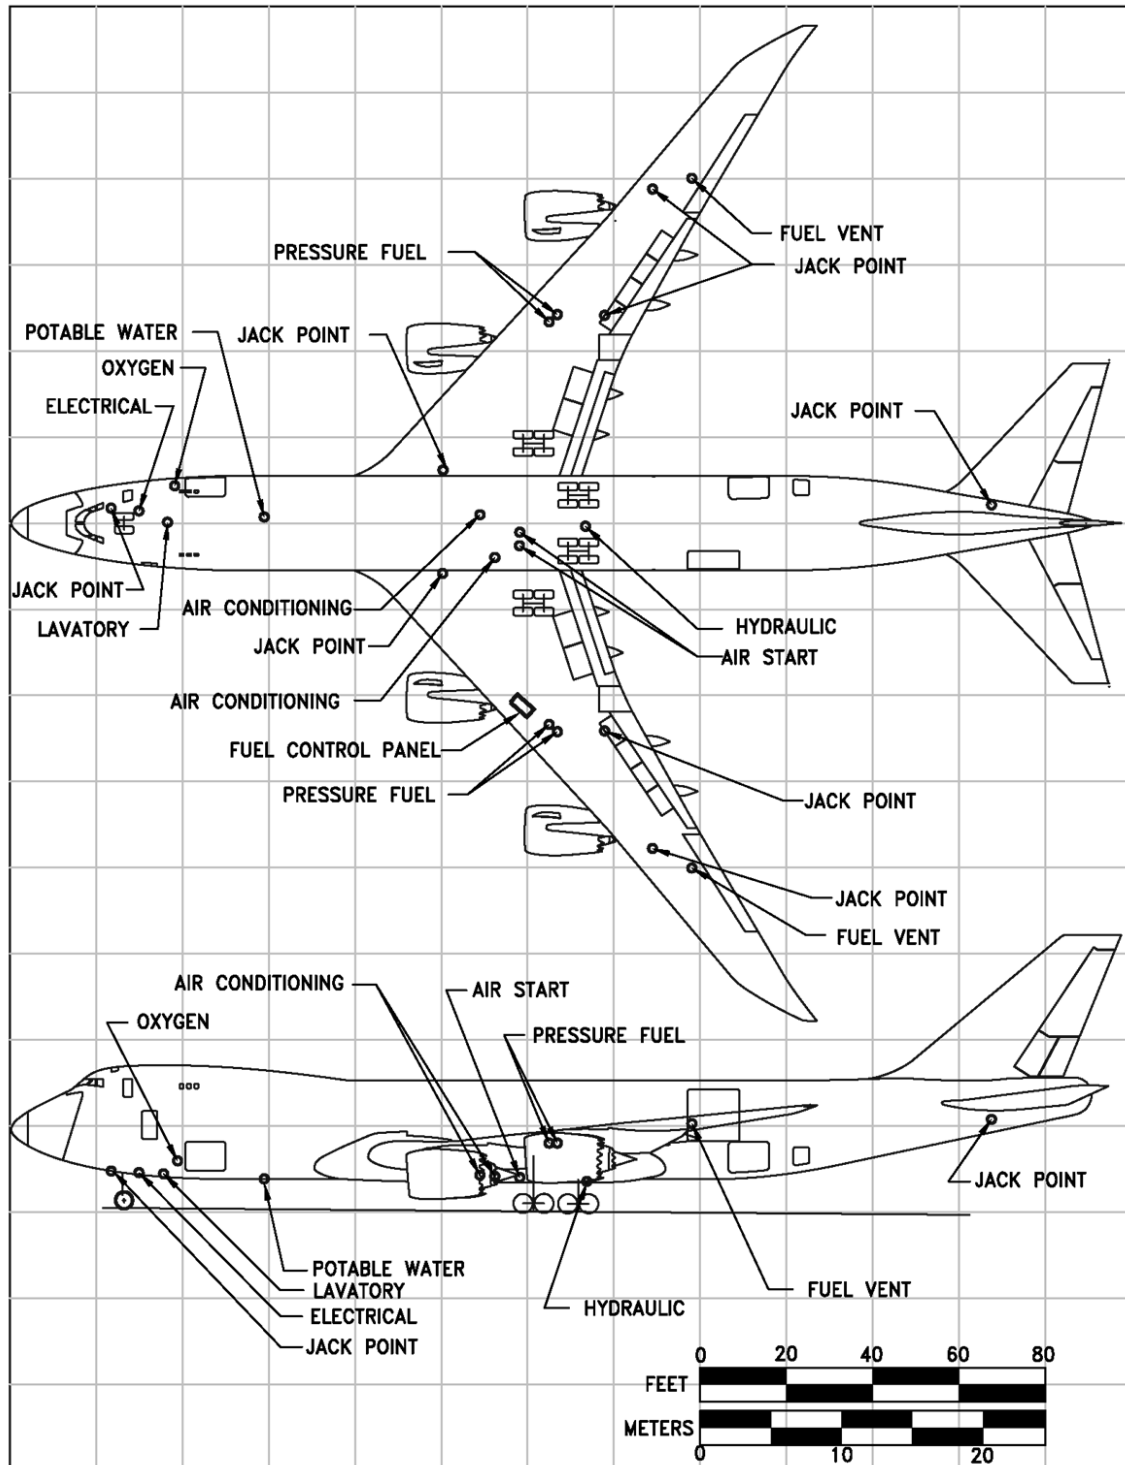 FUEL VENT
PRESSURE FUEL
JACK POINT
POTABLE WATER
JACK POINT
OXYGEN
ELECTRICAL
JACK POINT
JACK POINT
AIR CONDITIONING
LAVATORY
HYDRAULIC
JACK POINT
AIR START
AIR CONDITIONING
FUEL CONTROL PANEL
PRESSURE FUEL
JACK POINT
JACK POINT
FUEL VENT
AIR CONDITIONING
AIR START
OXYGEN
PRESSURE FUEL
JACK POINT
POTABLE WATER
LAVATORY
FUEL VENT
ELECTRICAL
HYDRAULIC
JACK POINT
0 20 40 60 80
FEET
METERS
0 10 20